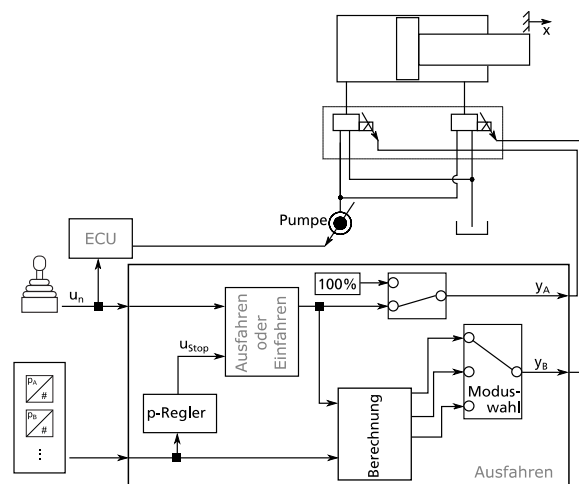 x
Pumpe
ECU
u_n
100%
y_A
Ausfahren
oder
Einfahren
u_Stop
p_A
#
p_B
#
⋮
p-Regler
Berechnung
y_B
Modus-
wahl
Ausfahren